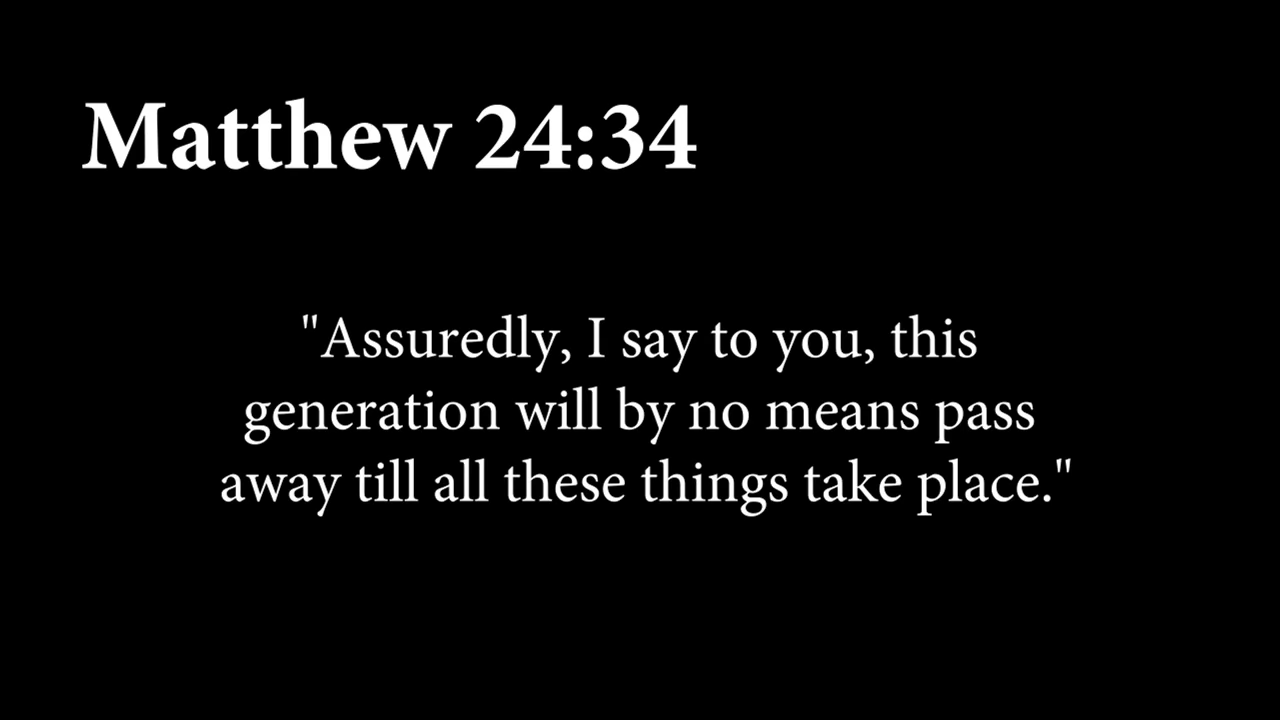 Matthew 24:34
"Assuredly, I say to you, this
generation will by no means pass
away till all these things take place."